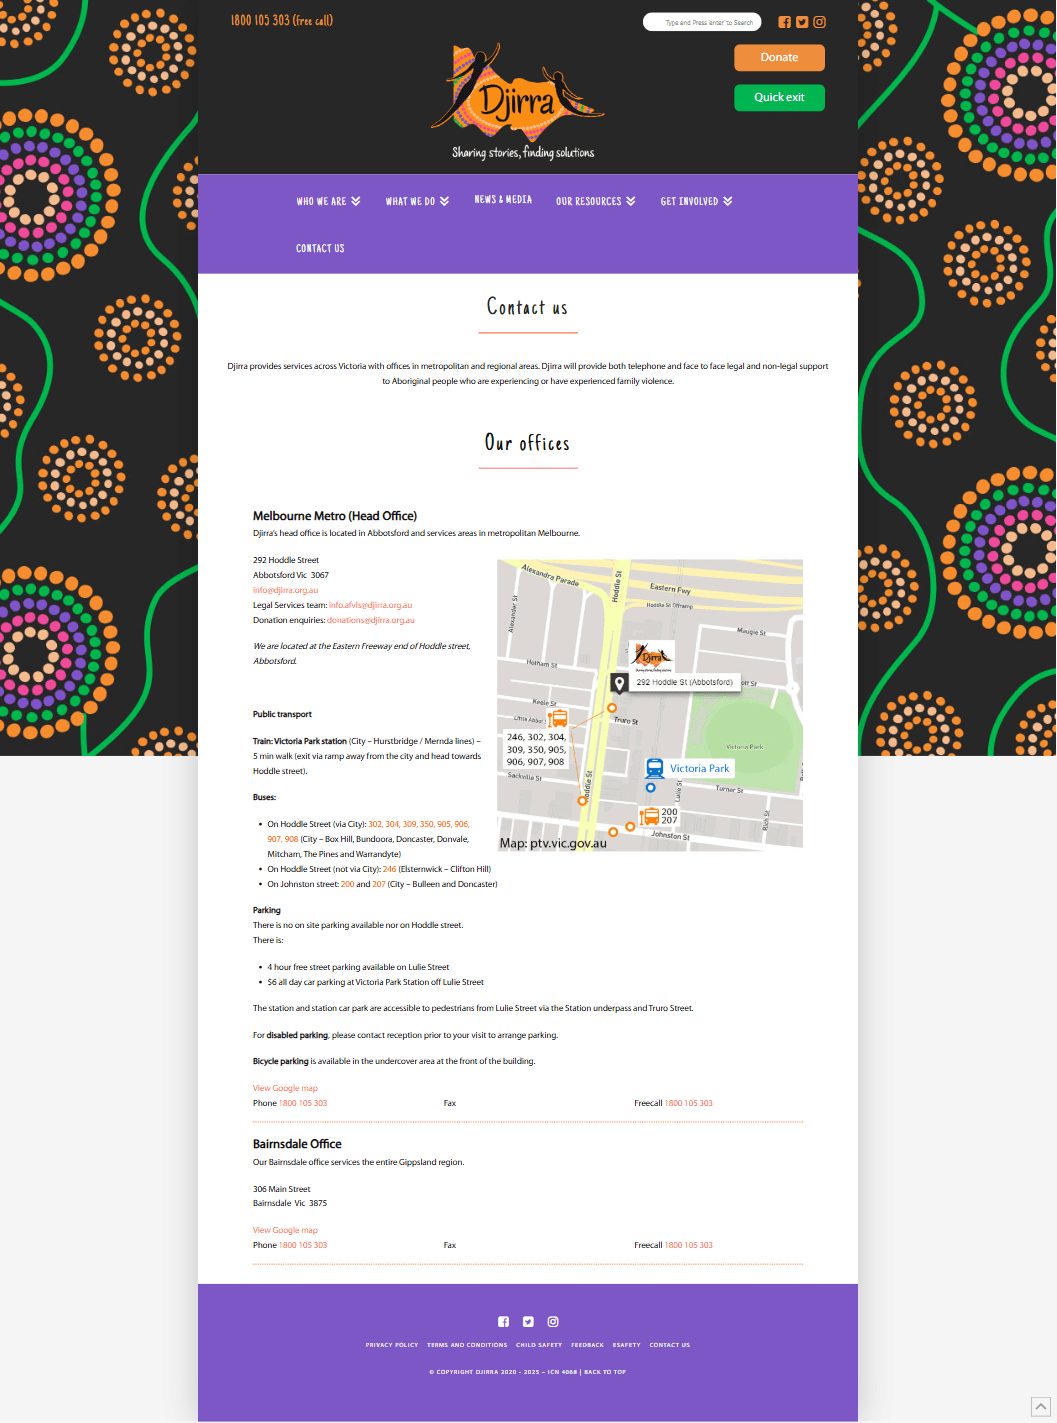 1800 105 303 (free call)
Type and Press 'enter' to Search
Donate
Quick exit
Djirra
Sharing stories, finding solutions
WHO WE ARE
WHAT WE DO
NEWS & MEDIA
OUR RESOURCES
GET INVOLVED
CONTACT US
Contact us
Djirra provides services across Victoria with offices in metropolitan and regional areas. Djirra will provide both telephone and face to face legal and non-legal support
to Aboriginal people who are experiencing or have experienced family violence.
Our offices
Melbourne Metro (Head Office)
Djirra's head office is located in Abbotsford and services areas in metropolitan Melbourne.
292 Hoddle Street
Abbotsford Vic 3067
info@djirra.org.au
Legal Services team: info.afvls@djirra.org.au
Donation enquiries: donations@djirra.org.au
We are located at the Eastern Freeway end of Hoddle street,
Abbotsford.
Public transport
Train: Victoria Park station (City – Hurstbridge / Mernda lines) –
5 min walk (exit via ramp away from the city and head towards
Hoddle street).
Buses:
• On Hoddle Street (via City): 302, 304, 309, 350, 905, 906,
907, 908 (City – Box Hill, Bundoora, Doncaster, Donvale,
Mitcham, The Pines and Warrandyte)
• On Hoddle Street (not via City): 246 (Elsternwick – Clifton Hill)
• On Johnston street: 200 and 207 (City – Bulleen and Doncaster)
Alexandra Parade
Hoddle St
Eastern Fwy
Hoddle St Offramp
Alexander St
Maugie St
Hotham St
Djirra
292 Hoddle St (Abbotsford)
Keele St
Truro St
246, 302, 304,
309, 350, 905,
906, 907, 908
Victoria Park
Victoria Park
Sackville St
Hoddle St
Lulie St
Turner St
200
207
Rich St
Johnston St
Map: ptv.vic.gov.au
Parking
There is no on site parking available nor on Hoddle street.
There is:
• 4 hour free street parking available on Lulie Street
• $6 all day car parking at Victoria Park Station off Lulie Street
The station and station car park are accessible to pedestrians from Lulie Street via the Station underpass and Truro Street.
For disabled parking, please contact reception prior to your visit to arrange parking.
Bicycle parking is available in the undercover area at the front of the building.
View Google map
Phone 1800 105 303 Fax Freecall 1800 105 303
Bairnsdale Office
Our Bairnsdale office services the entire Gippsland region.
306 Main Street
Bairnsdale Vic 3875
View Google map
Phone 1800 105 303 Fax Freecall 1800 105 303
PRIVACY POLICY TERMS AND CONDITIONS CHILD SAFETY FEEDBACK ESAFETY CONTACT US
© COPYRIGHT DJIRRA 2020 - 2025 – ICN 4068 | BACK TO TOP